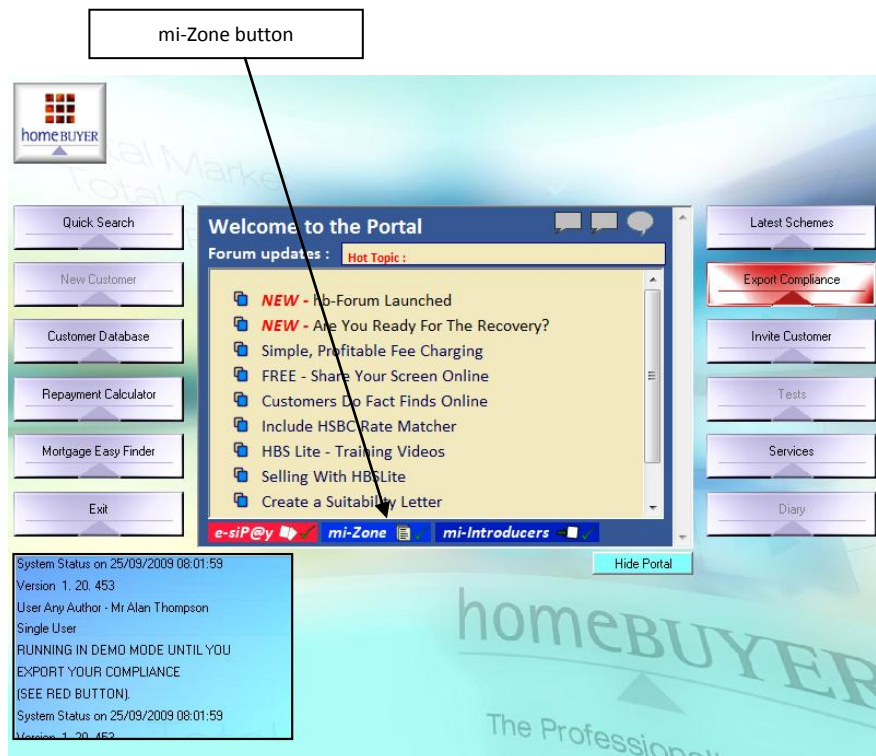 mi-Zone button
home BUYER
Quick Search
New Customer
Customer Database
Repayment Calculator
Mortgage Easy Finder
Exit
Welcome to the Portal
Forum updates :
Hot Topic :
NEW - hb-Forum Launched
NEW - Are You Ready For The Recovery?
Simple, Profitable Fee Charging
FREE - Share Your Screen Online
Customers Do Fact Finds Online
Include HSBC Rate Matcher
HBS Lite - Training Videos
Selling With HBSLite
Create a Suitability Letter
e-siP@y
mi-Zone
mi-Introducers
Hide Portal
Latest Schemes
Export Compliance
Invite Customer
Tests
Services
Diary
System Status on 25/09/2009 08:01:59
Version 1. 20. 453
User Any Author - Mr Alan Thompson
Single User
RUNNING IN DEMO MODE UNTIL YOU
EXPORT YOUR COMPLIANCE
(SEE RED BUTTON).
System Status on 25/09/2009 08:01:59
Version 1. 20. 453
homeBUYER
The Professional